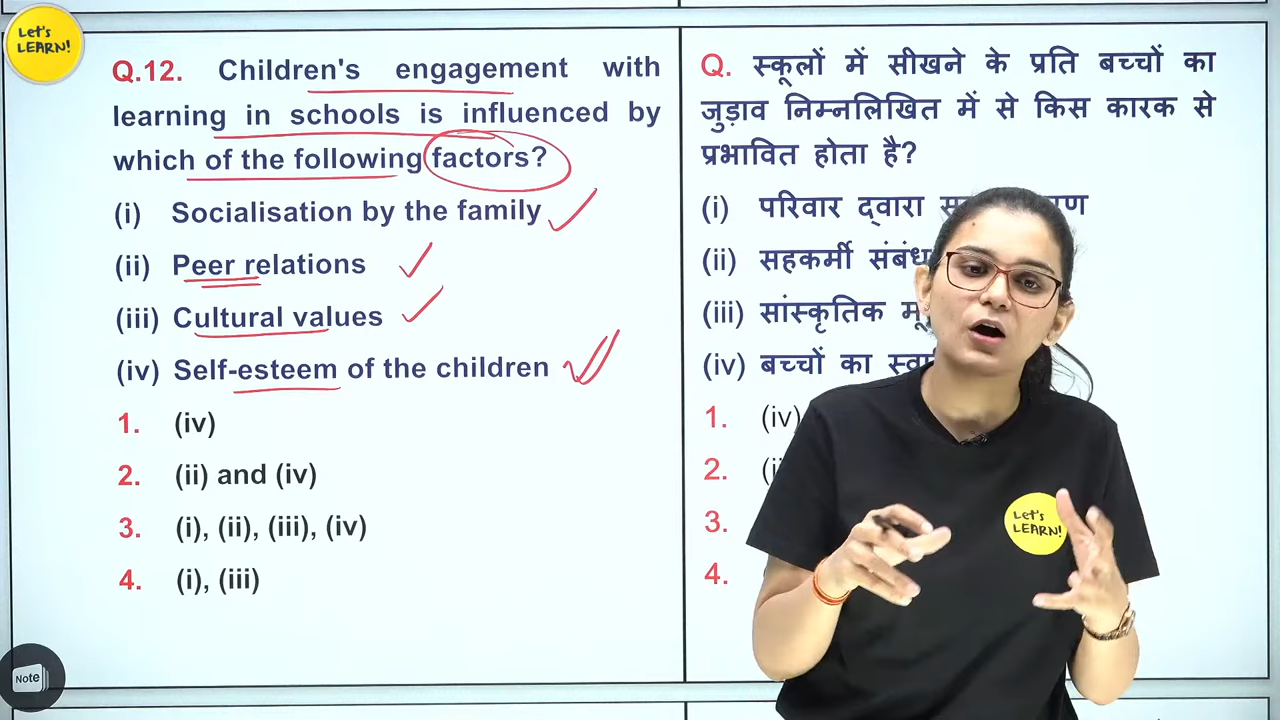 Let's
LEARN!
Q.12. Children's engagement with
learning in schools is influenced by
which of the following factors?
(i) Socialisation by the family
(ii) Peer relations
(iii) Cultural values
(iv) Self-esteem of the children
1. (iv)
2. (ii) and (iv)
3. (i), (ii), (iii), (iv)
4. (i), (iii)
Note
Q. स्कूलों में सीखने के प्रति बच्चों का
जुड़ाव निम्नलिखित में से किस कारक से
प्रभावित होता है?
(i) परिवार द्वारा
(ii) सहकर्मी
(iii) सांस्कृतिक
(iv) बच्चों का
1. (iv)
2.
3.
4.
Let's
LEARN!